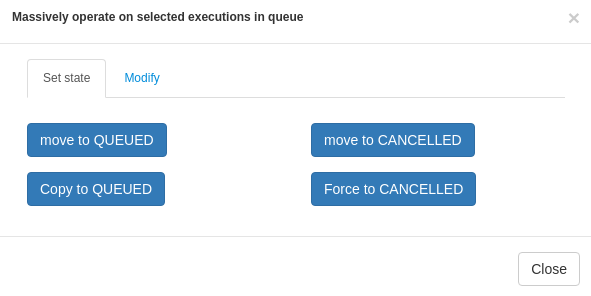 Massively operate on selected executions in queue
×
Set state
Modify
move to QUEUED
move to CANCELLED
Copy to QUEUED
Force to CANCELLED
Close